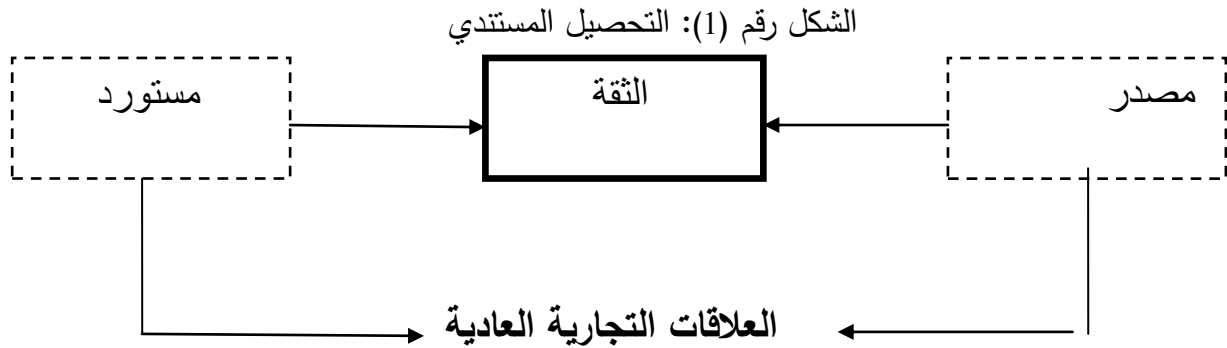 الشكل رقم (1): التحصيل المستندي
مصدر
الثقة
مستورد
العلاقات التجارية العادية